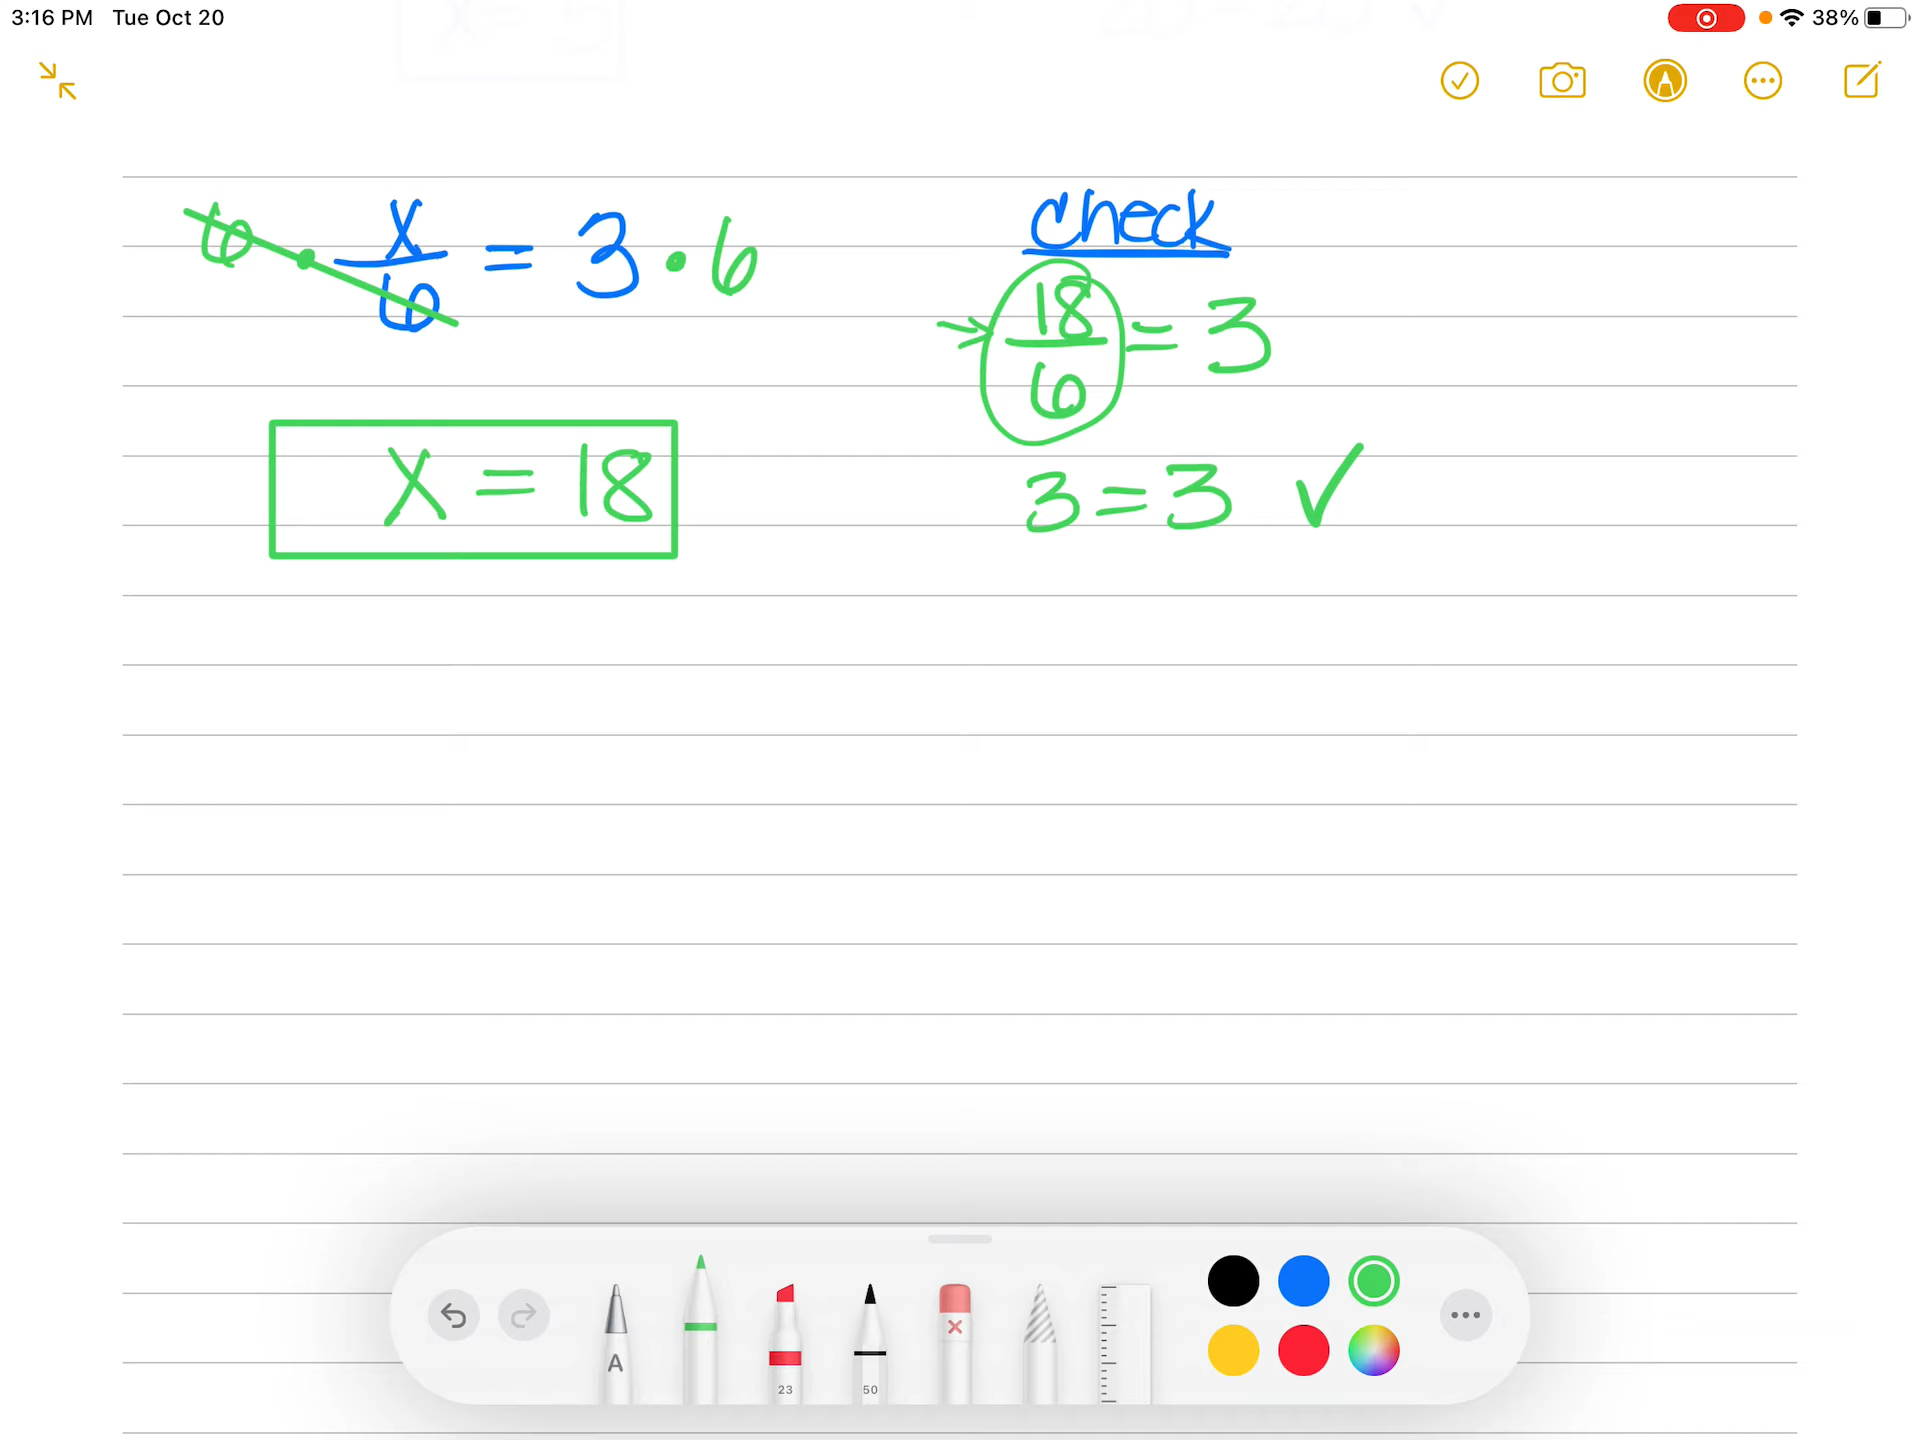 3:16 PM Tue Oct 20 38%
6 • x/6 = 3 • 6
x = 18
check
18/6 = 3
3 = 3 ✓
A 23 50